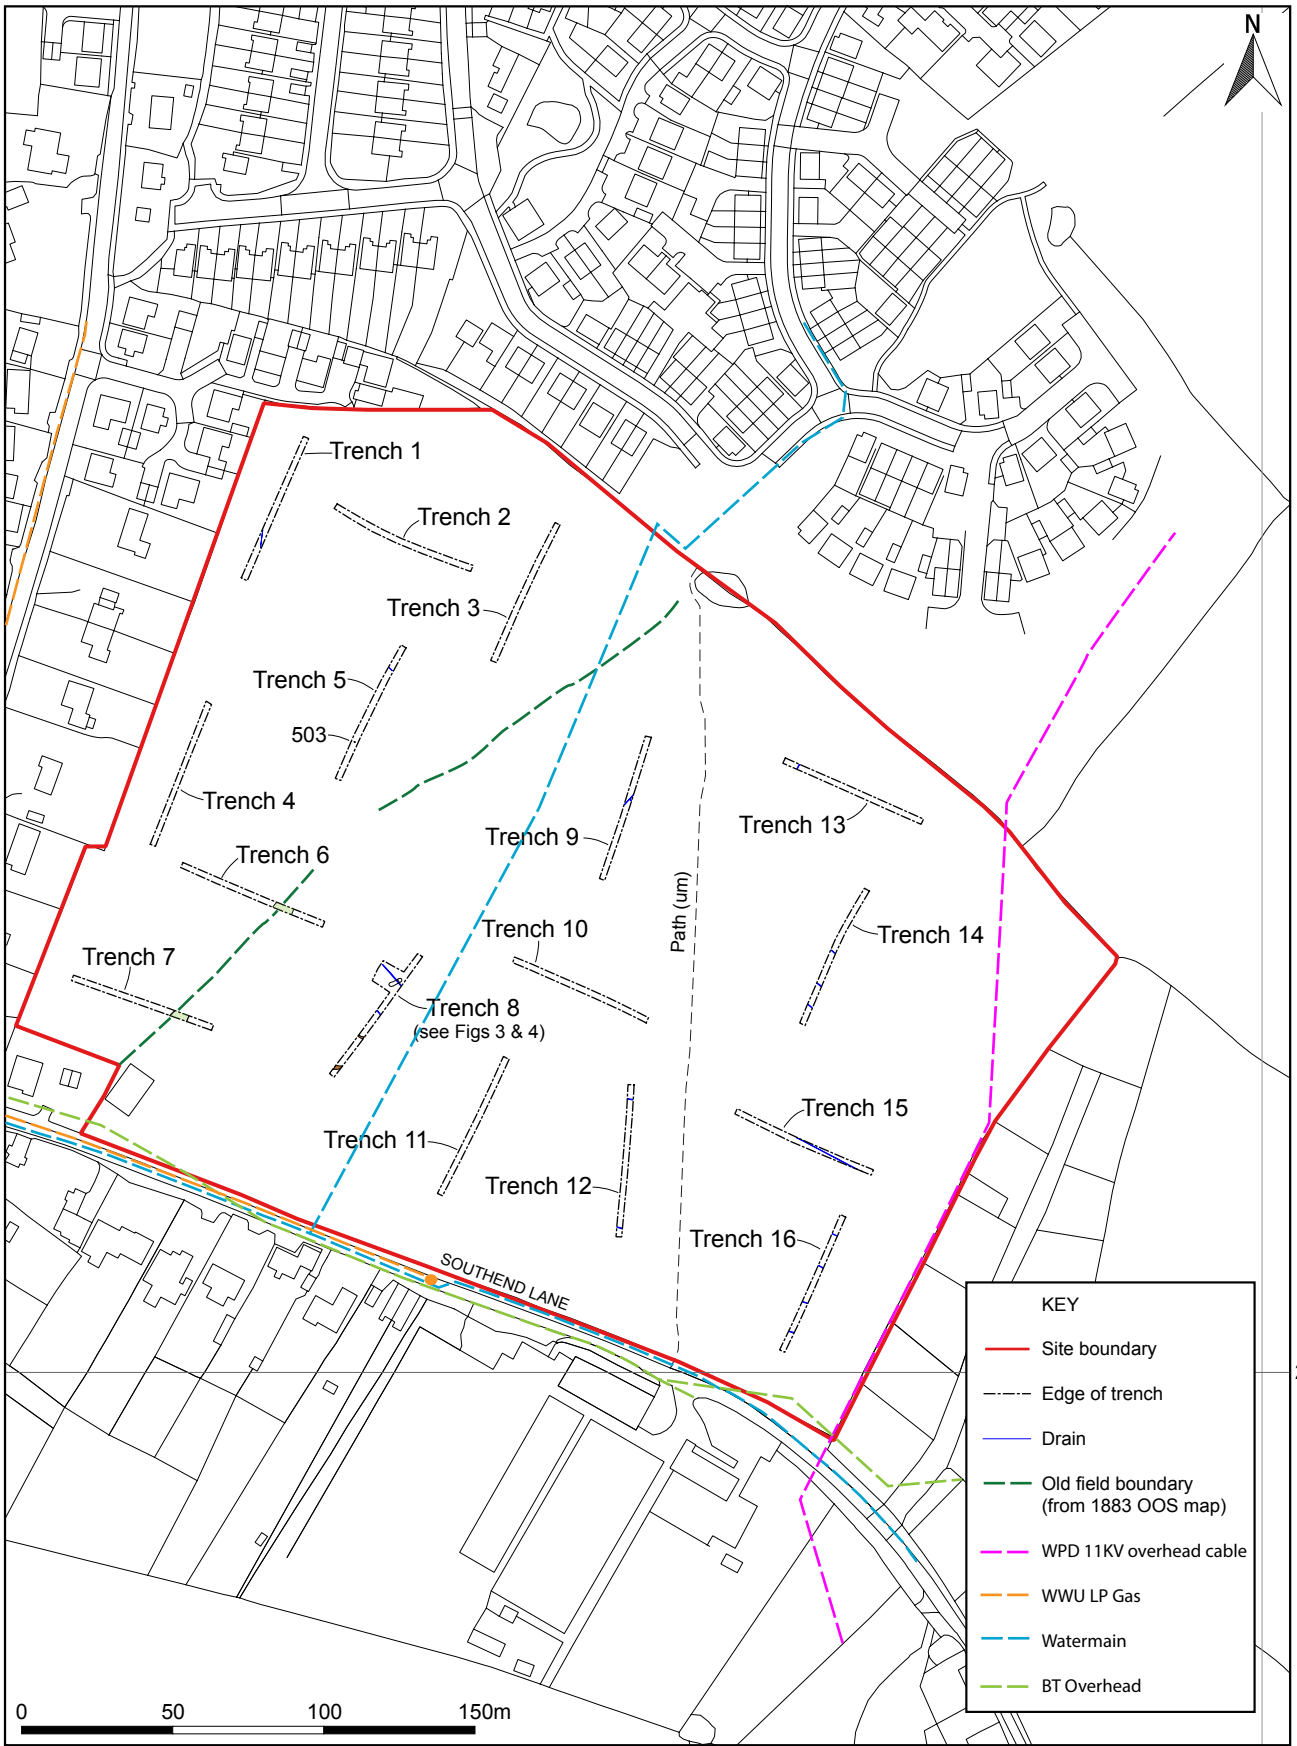 N
Trench 1
Trench 2
Trench 3
Trench 5
503
Trench 4
Trench 9
Trench 13
Trench 6
Path (um)
Trench 10
Trench 14
Trench 7
Trench 8
(see Figs 3 & 4)
Trench 15
Trench 11
Trench 12
Trench 16
SOUTHEND LANE
KEY
Site boundary
Edge of trench
Drain
Old field boundary
(from 1883 OOS map)
WPD 11KV overhead cable
WWU LP Gas
Watermain
BT Overhead
0 50 100 150m